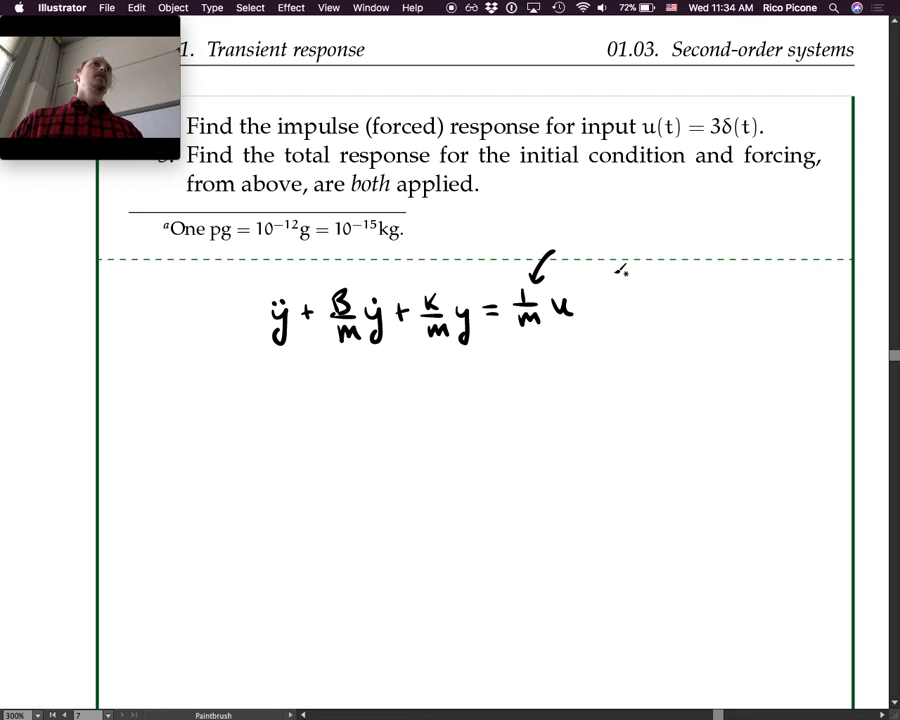 Illustrator File Edit Object Type Select Effect View Window Help 72% Wed 11:34 AM Rico Picone
1. Transient response 01.03. Second-order systems
Find the impulse (forced) response for input u(t) = 3δ(t).
Find the total response for the initial condition and forcing,
from above, are both applied.
ᵃOne pg = 10⁻¹²g = 10⁻¹⁵kg.
ÿ + B/m ẏ + K/m y = 1/m u
300% 7 Paintbrush